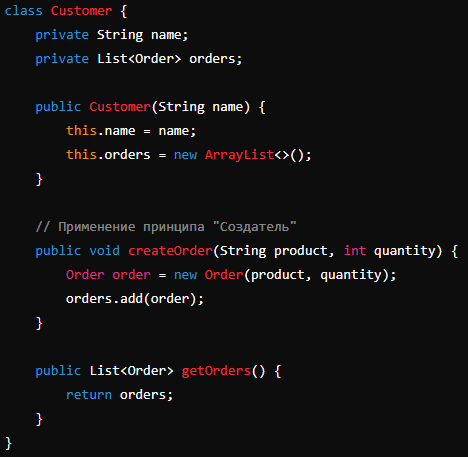 class Customer {
    private String name;
    private List<Order> orders;

    public Customer(String name) {
        this.name = name;
        this.orders = new ArrayList<>();
    }

    // Применение принципа "Создатель"
    public void createOrder(String product, int quantity) {
        Order order = new Order(product, quantity);
        orders.add(order);
    }

    public List<Order> getOrders() {
        return orders;
    }
}